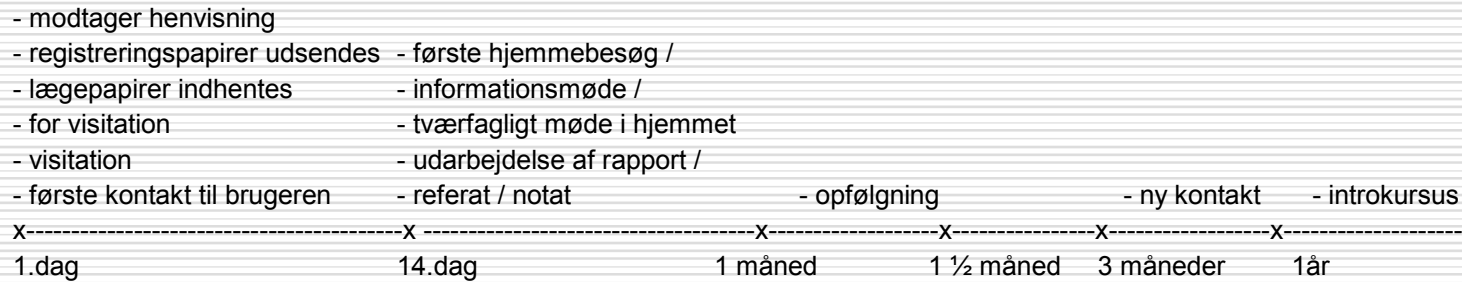 - modtager henvisning
- registreringspapirer udsendes - første hjemmebesøg /
- lægepapirer indhentes - informationsmøde /
- for visitation - tværfagligt møde i hjemmet
- visitation - udarbejdelse af rapport /
- første kontakt til brugeren - referat / notat - opfølgning - ny kontakt - introkursus
x------------------------------------------x ------------------------------------x-------------------x----------------x------------------x--------------------
1.dag 14.dag 1 måned 1 ½ måned 3 måneder 1år